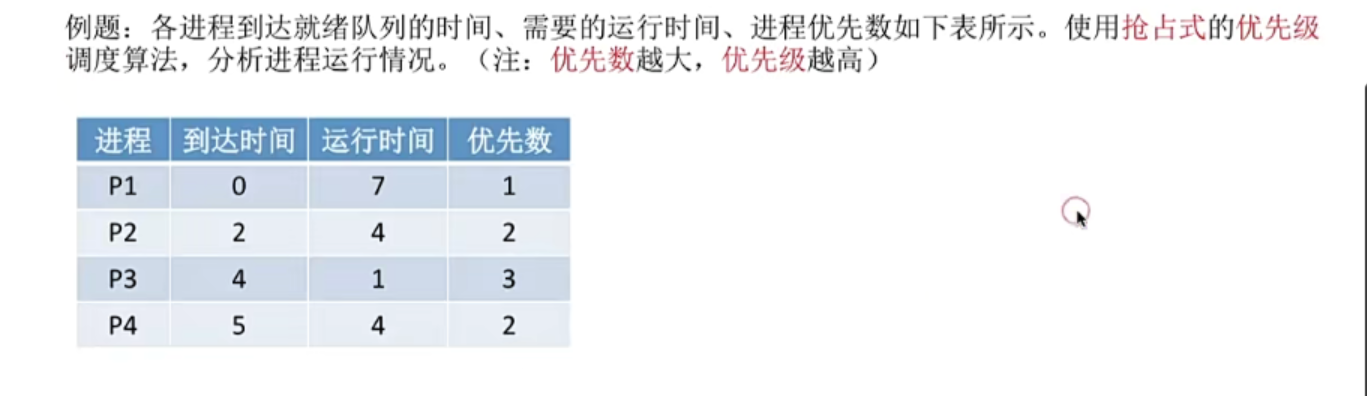 例题：各进程到达就绪队列的时间、需要的运行时间、进程优先数如下表所示。使用抢占式的优先级
调度算法，分析进程运行情况。（注：优先数越大，优先级越高）
进程 到达时间 运行时间 优先数
P1 0 7 1
P2 2 4 2
P3 4 1 3
P4 5 4 2